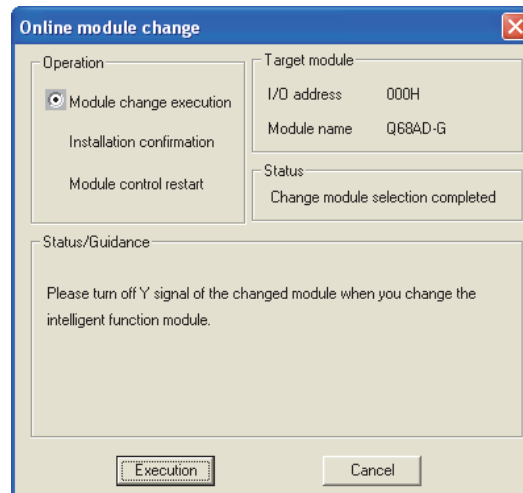 Online module change
Operation
Module change execution
Installation confirmation
Module control restart
Target module
I/O address 000H
Module name Q68AD-G
Status
Change module selection completed
Status/Guidance
Please turn off Y signal of the changed module when you change the
intelligent function module.
Execution Cancel